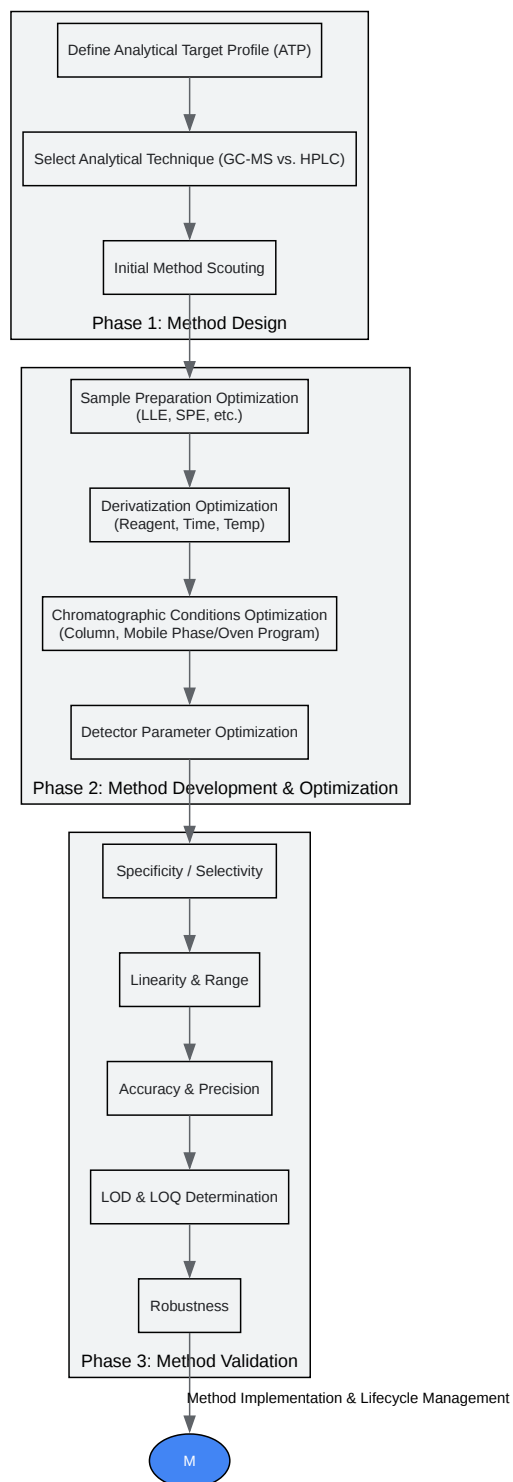 Define Analytical Target Profile (ATP)
Select Analytical Technique (GC-MS vs. HPLC)
Initial Method Scouting
Phase 1: Method Design
Sample Preparation Optimization
(LLE, SPE, etc.)
Derivatization Optimization
(Reagent, Time, Temp)
Chromatographic Conditions Optimization
(Column, Mobile Phase/Oven Program)
Detector Parameter Optimization
Phase 2: Method Development & Optimization
Specificity / Selectivity
Linearity & Range
Accuracy & Precision
LOD & LOQ Determination
Robustness
Phase 3: Method Validation
Method Implementation & Lifecycle Management
M